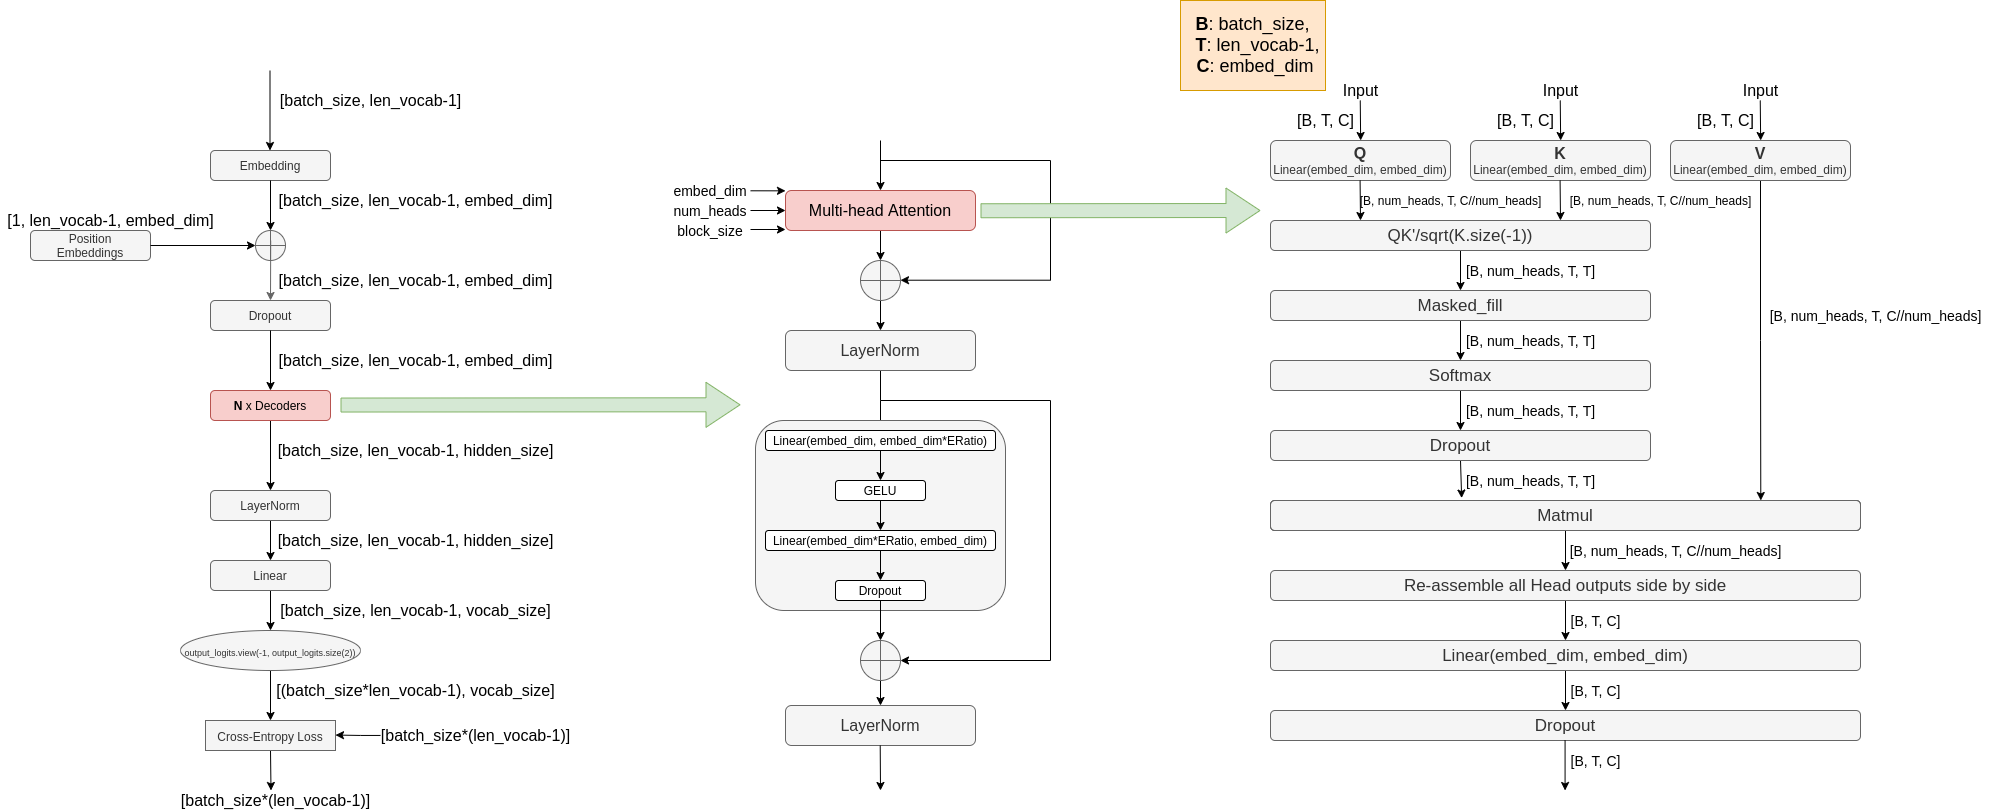 [batch_size, len_vocab-1]
Embedding
[batch_size, len_vocab-1, embed_dim]
[1, len_vocab-1, embed_dim]
Position
Embeddings
[batch_size, len_vocab-1, embed_dim]
Dropout
[batch_size, len_vocab-1, embed_dim]
N x Decoders
[batch_size, len_vocab-1, hidden_size]
LayerNorm
[batch_size, len_vocab-1, hidden_size]
Linear
[batch_size, len_vocab-1, vocab_size]
output_logits.view(-1, output_logits.size(2))
[(batch_size*len_vocab-1), vocab_size]
Cross-Entropy Loss
[batch_size*(len_vocab-1)]
[batch_size*(len_vocab-1)]
embed_dim
num_heads
block_size
Multi-head Attention
LayerNorm
Linear(embed_dim, embed_dim*ERatio)
GELU
Linear(embed_dim*ERatio, embed_dim)
Dropout
LayerNorm
B: batch_size,
T: len_vocab-1,
C: embed_dim
Input
Input
Input
[B, T, C]
[B, T, C]
[B, T, C]
Q
Linear(embed_dim, embed_dim)
K
Linear(embed_dim, embed_dim)
V
Linear(embed_dim, embed_dim)
[B, num_heads, T, C//num_heads]
[B, num_heads, T, C//num_heads]
QK'/sqrt(K.size(-1))
[B, num_heads, T, T]
Masked_fill
[B, num_heads, T, C//num_heads]
[B, num_heads, T, T]
Softmax
[B, num_heads, T, T]
Dropout
[B, num_heads, T, T]
Matmul
[B, num_heads, T, C//num_heads]
Re-assemble all Head outputs side by side
[B, T, C]
Linear(embed_dim, embed_dim)
[B, T, C]
Dropout
[B, T, C]